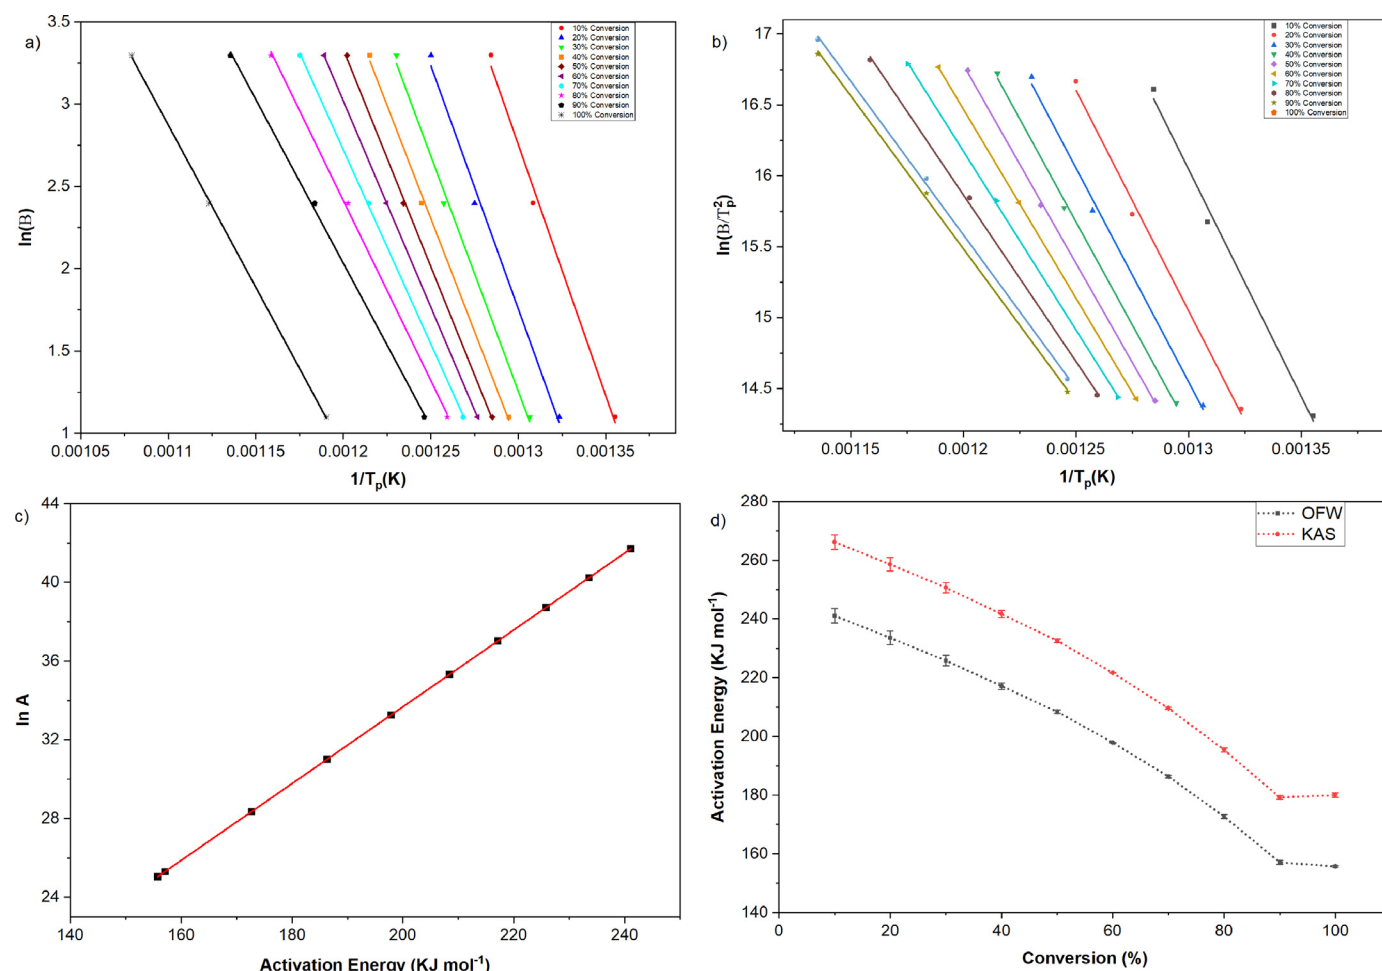 a)
3.5
3
2.5
2
1.5
1
ln(B)
0.00105
0.0011
0.00115
0.0012
0.00125
0.0013
0.00135
1/Tp(K)
10% Conversion
20% Conversion
30% Conversion
40% Conversion
50% Conversion
60% Conversion
70% Conversion
80% Conversion
90% Conversion
100% Conversion
b)
17
16.5
16
15.5
15
14.5
ln(B/Tp²)
0.00115
0.0012
0.00125
0.0013
0.00135
1/Tp(K)
10% Conversion
20% Conversion
30% Conversion
40% Conversion
50% Conversion
60% Conversion
70% Conversion
80% Conversion
90% Conversion
100% Conversion
c)
44
40
36
32
28
24
ln A
140
160
180
200
220
240
Activation Energy (KJ mol⁻¹)
d)
280
260
240
220
200
180
160
140
Activation Energy (KJ mol⁻¹)
0
20
40
60
80
100
Conversion (%)
OFW
KAS